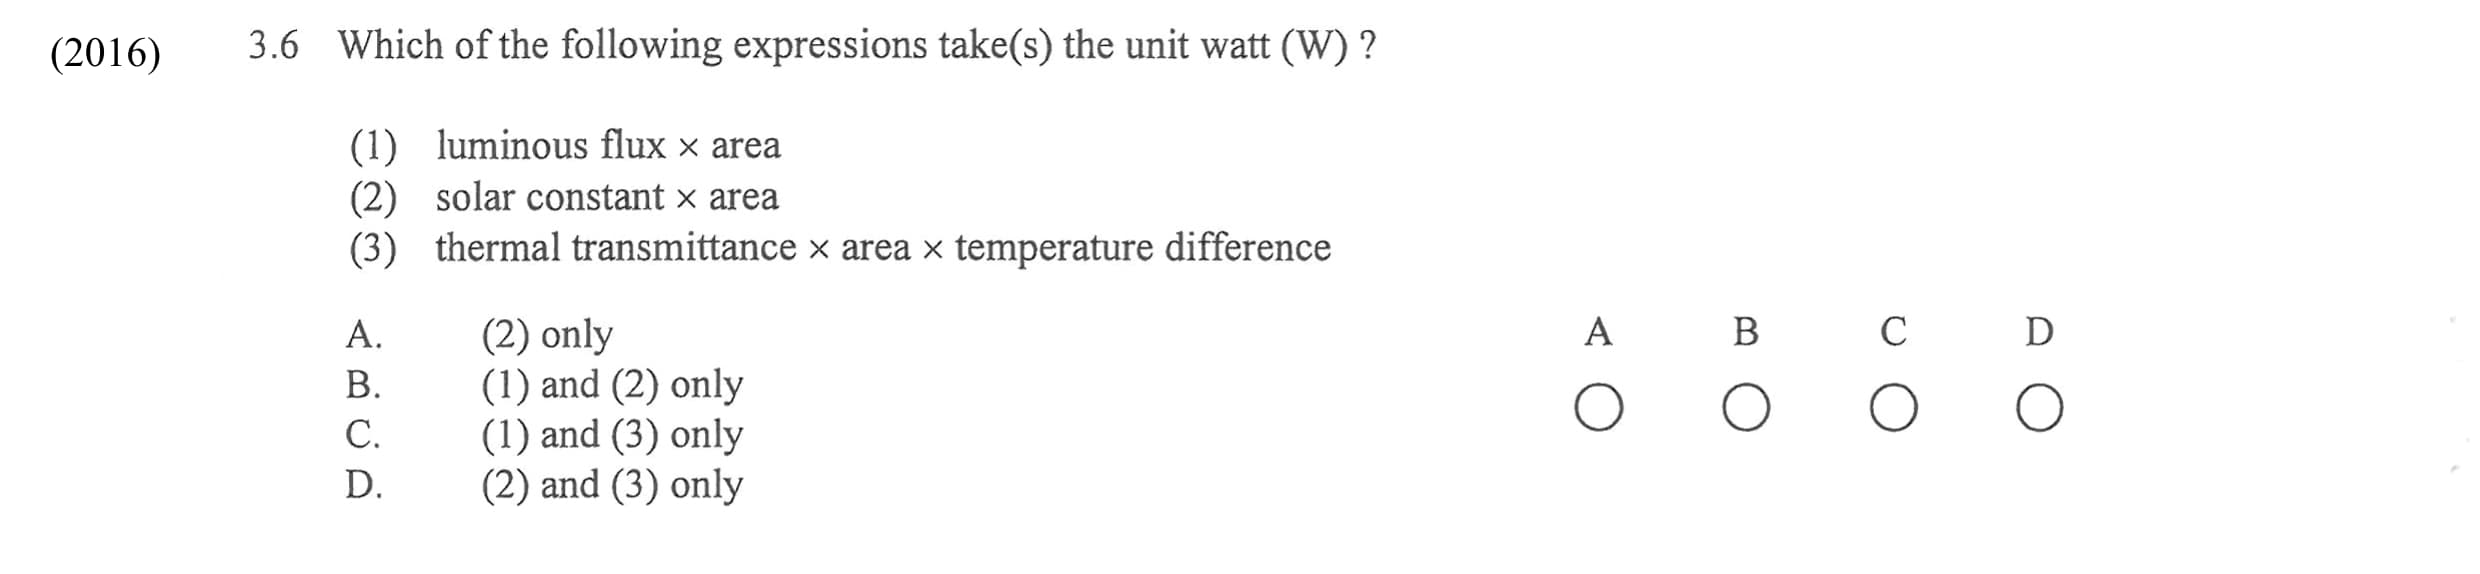 (2016) 3.6 Which of the following expressions take(s) the unit watt (W) ?
(1) luminous flux × area
(2) solar constant × area
(3) thermal transmittance × area × temperature difference
A. (2) only
B. (1) and (2) only
C. (1) and (3) only
D. (2) and (3) only
A B C D